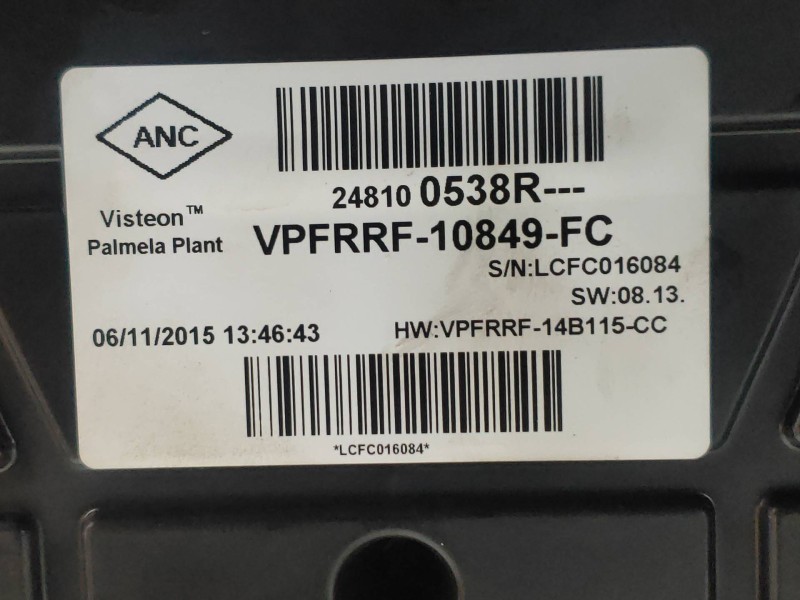 ANC
Visteon™
Palmela Plant
24810 0538R---
VPFRRF-10849-FC
S/N:LCFC016084
SW:08.13.
06/11/2015 13:46:43 HW:VPFRRF-14B115-CC
*LCFC016084*